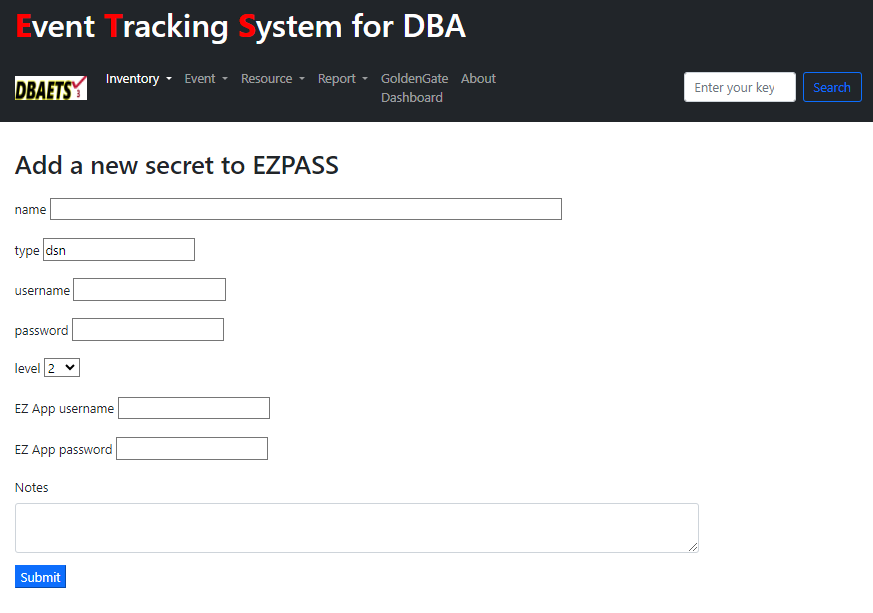 Event Tracking System for DBA
DBAETS 3
Inventory Event Resource Report GoldenGate Dashboard About
Enter your key Search
Add a new secret to EZPASS
name
type dsn
username
password
level 2
EZ App username
EZ App password
Notes
Submit